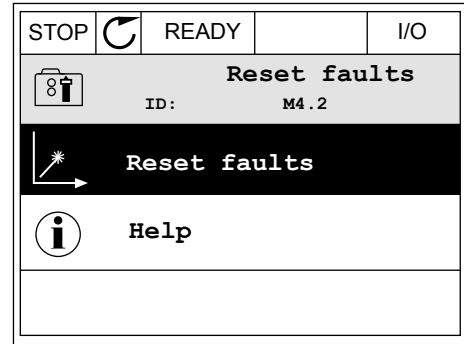 STOP READY I/O
Reset faults
ID: M4.2
Reset faults
Help